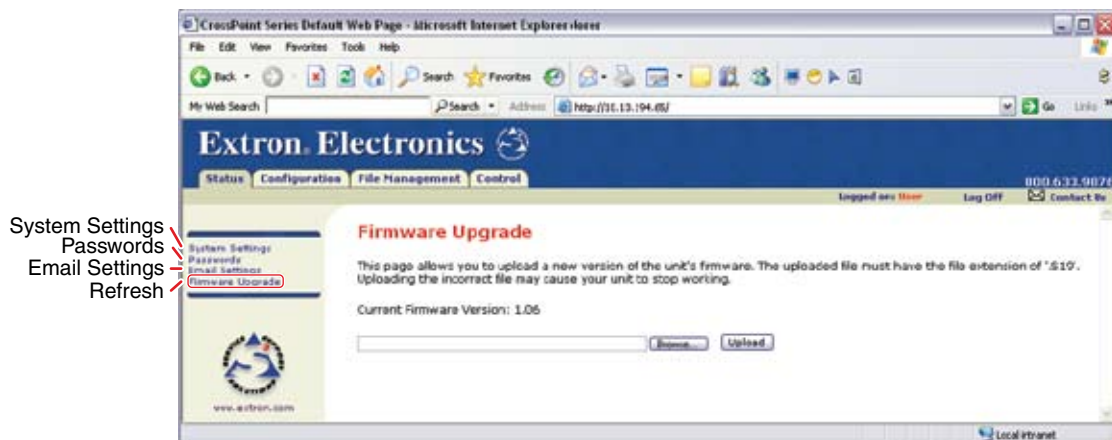 CrossPoint Series Default Web Page - Microsoft Internet Explorer
File Edit View Favorites Tools Help
Back Search Favorites
My Web Search Search Address http://10.13.194.65/ Go Links
Extron. Electronics
Status Configuration File Management Control
800.633.9876
Logged on: User Log Off Contact Us
System Settings
Passwords
Email Settings
Refresh
System Settings
Passwords
Email Settings
Firmware Upgrade
www.extron.com
Firmware Upgrade
This page allows you to upload a new version of the unit's firmware. The uploaded file must have the file extension of '.S19'.
Uploading the incorrect file may cause your unit to stop working.
Current Firmware Version: 1.06
Browse... Upload
Local intranet